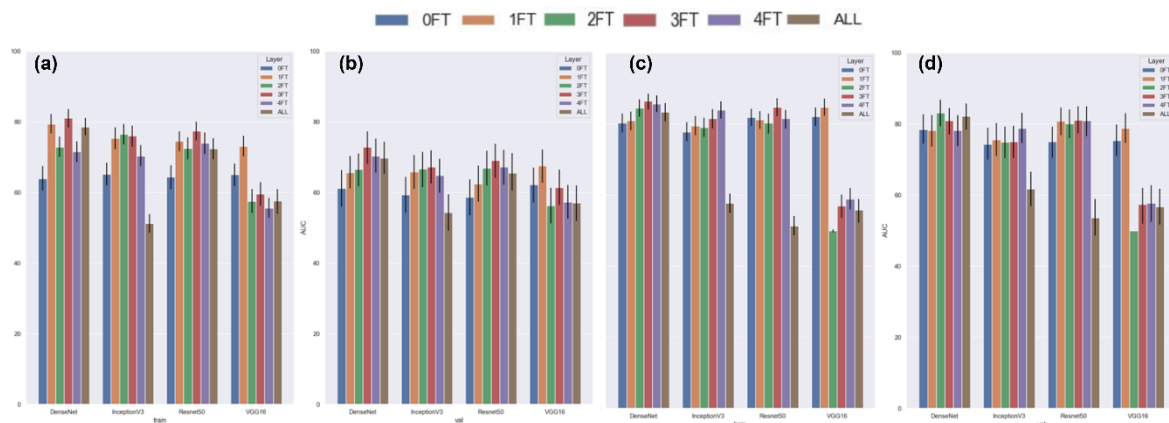 0FT 1FT 2FT 3FT 4FT ALL
(a)
100
80
60
40
20
0
Layer
0FT
1FT
2FT
3FT
4FT
ALL
DenseNet InceptionV3 Resnet50 VGG16
train
(b)
100
80
60
40
20
0
AUC
Layer
0FT
1FT
2FT
3FT
4FT
ALL
DenseNet InceptionV3 Resnet50 VGG16
val
(c)
Layer
0FT
1FT
2FT
3FT
4FT
ALL
DenseNet InceptionV3 Resnet50 VGG16
(d)
100
80
60
40
20
0
AUC
Layer
0FT
1FT
2FT
3FT
4FT
ALL
DenseNet InceptionV3 Resnet50 VGG16